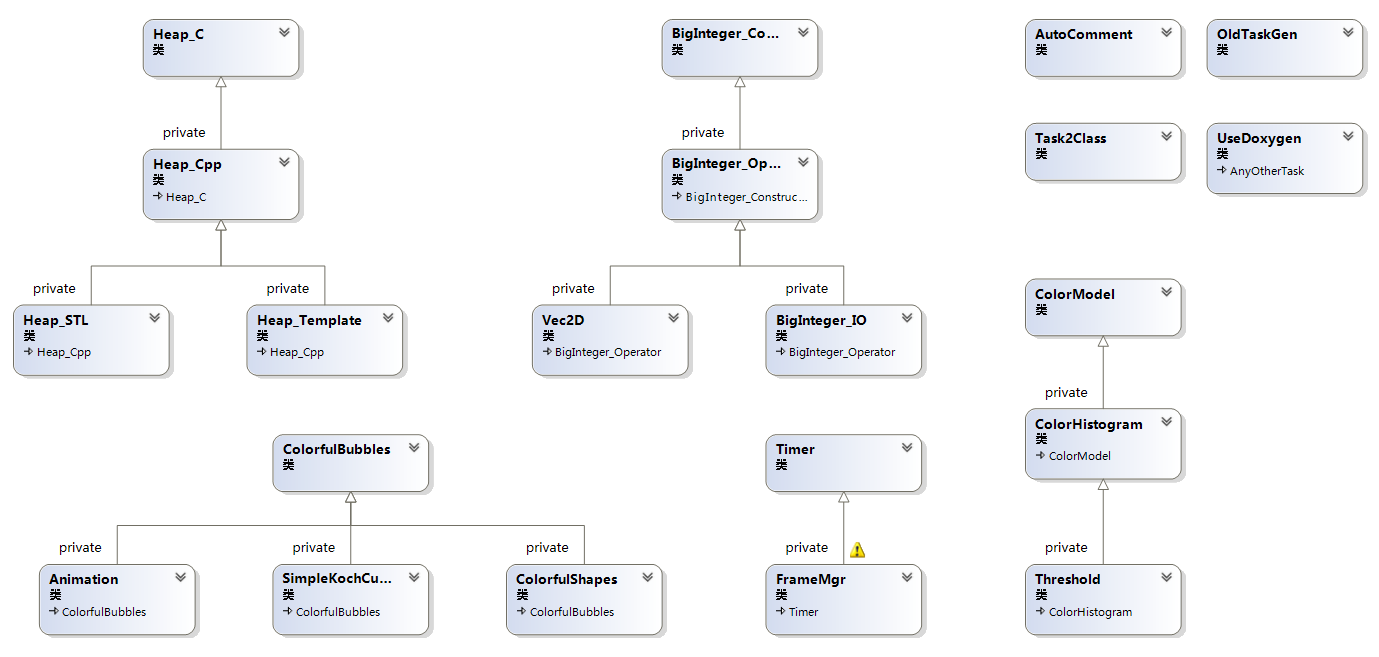 Heap_C
类
private
Heap_Cpp
类
Heap_C
private
Heap_STL
类
Heap_Cpp
private
Heap_Template
类
Heap_Cpp
BigInteger_Co...
类
private
BigInteger_Op...
类
BigInteger_Construc...
private
Vec2D
类
BigInteger_Operator
private
BigInteger_IO
类
BigInteger_Operator
AutoComment
类
OldTaskGen
类
Task2Class
类
UseDoxygen
类
AnyOtherTask
ColorModel
类
private
ColorHistogram
类
ColorModel
private
Threshold
类
ColorHistogram
ColorfulBubbles
类
private
Animation
类
ColorfulBubbles
private
SimpleKochCu...
类
ColorfulBubbles
private
ColorfulShapes
类
ColorfulBubbles
Timer
类
private
FrameMgr
类
Timer